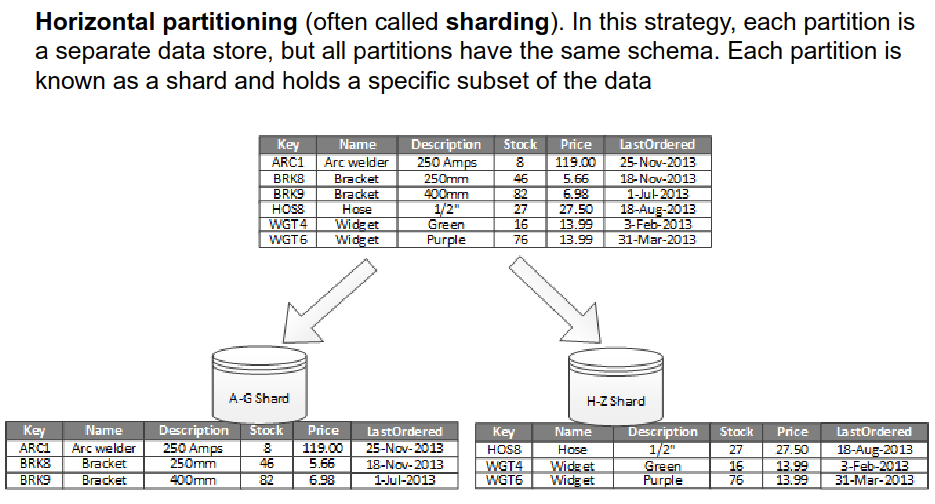 Horizontal partitioning (often called sharding). In this strategy, each partition is
a separate data store, but all partitions have the same schema. Each partition is
known as a shard and holds a specific subset of the data
Key Name Description Stock Price LastOrdered
ARC1 Arc welder 250 Amps 8 119.00 25-Nov-2013
BRK8 Bracket 250mm 46 5.66 18-Nov-2013
BRK9 Bracket 400mm 82 6.98 1-Jul-2013
HOS8 Hose 1/2" 27 27.50 18-Aug-2013
WGT4 Widget Green 16 13.99 3-Feb-2013
WGT6 Widget Purple 76 13.99 31-Mar-2013
A-G Shard
H-Z Shard
Key Name Description Stock Price LastOrdered
ARC1 Arc welder 250 Amps 8 119.00 25-Nov-2013
BRK8 Bracket 250mm 46 5.66 18-Nov-2013
BRK9 Bracket 400mm 82 6.98 1-Jul-2013
Key Name Description Stock Price LastOrdered
HOS8 Hose 1/2" 27 27.50 18-Aug-2013
WGT4 Widget Green 16 13.99 3-Feb-2013
WGT6 Widget Purple 76 13.99 31-Mar-2013